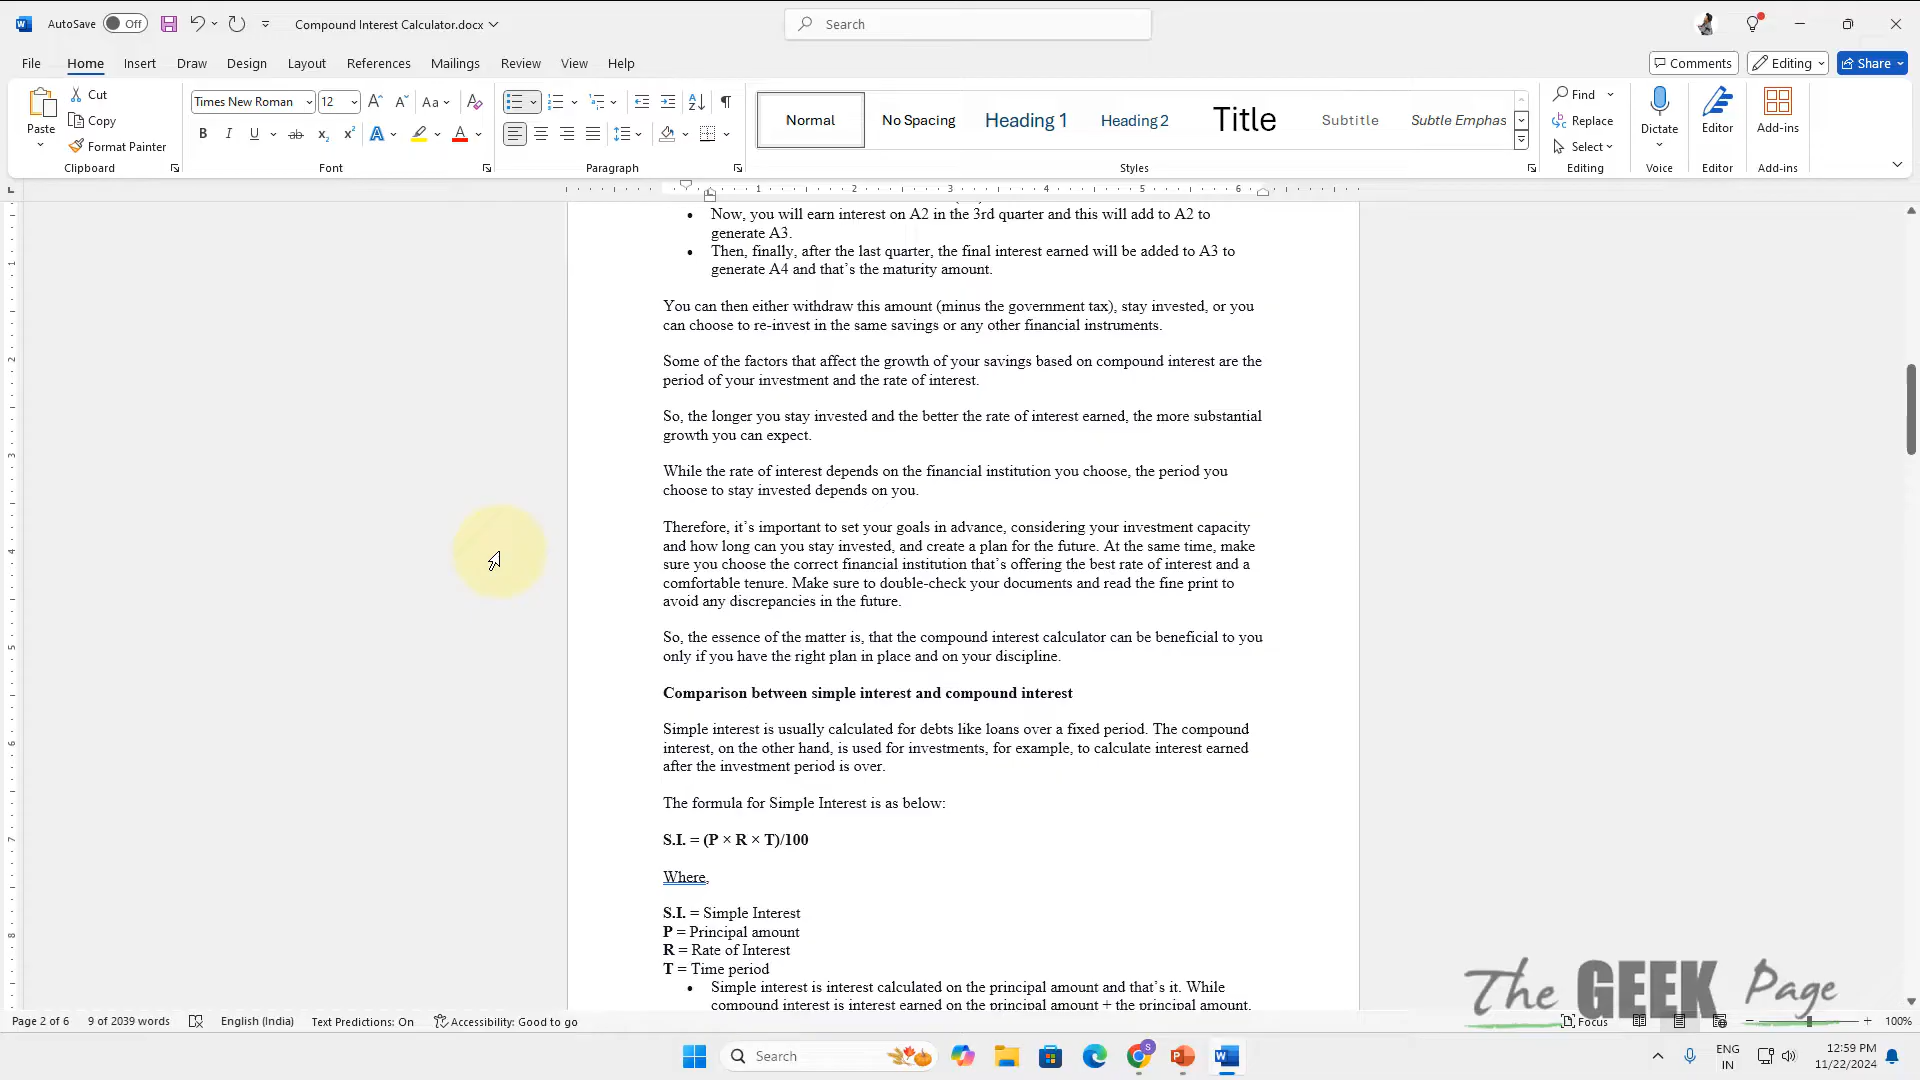 AutoSave Off Compound Interest Calculator.docx Search
File Home Insert Draw Design Layout References Mailings Review View Help Comments Editing Share
Paste Cut Copy Format Painter Clipboard
Times New Roman 12 Font
Paragraph
Normal No Spacing Heading 1 Heading 2 Title Subtitle Subtle Emphas Styles
Find Replace Select Editing
Dictate Voice
Editor Editor
Add-ins Add-ins
1 2 3 4 5 6
• Now, you will earn interest on A2 in the 3rd quarter and this will add to A2 to
generate A3.
• Then, finally, after the last quarter, the final interest earned will be added to A3 to
generate A4 and that’s the maturity amount.
You can then either withdraw this amount (minus the government tax), stay invested, or you
can choose to re-invest in the same savings or any other financial instruments.
Some of the factors that affect the growth of your savings based on compound interest are the
period of your investment and the rate of interest.
So, the longer you stay invested and the better the rate of interest earned, the more substantial
growth you can expect.
While the rate of interest depends on the financial institution you choose, the period you
choose to stay invested depends on you.
Therefore, it’s important to set your goals in advance, considering your investment capacity
and how long can you stay invested, and create a plan for the future. At the same time, make
sure you choose the correct financial institution that’s offering the best rate of interest and a
comfortable tenure. Make sure to double-check your documents and read the fine print to
avoid any discrepancies in the future.
So, the essence of the matter is, that the compound interest calculator can be beneficial to you
only if you have the right plan in place and on your discipline.
Comparison between simple interest and compound interest
Simple interest is usually calculated for debts like loans over a fixed period. The compound
interest, on the other hand, is used for investments, for example, to calculate interest earned
after the investment period is over.
The formula for Simple Interest is as below:
S.I. = (P × R × T)/100
Where,
S.I. = Simple Interest
P = Principal amount
R = Rate of Interest
T = Time period
• Simple interest is interest calculated on the principal amount and that’s it. While
compound interest is interest earned on the principal amount + the principal amount.
The GEEK Page
Page 2 of 6 9 of 2039 words English (India) Text Predictions: On Accessibility: Good to go Focus 100%
Search ENG IN 12:59 PM 11/22/2024